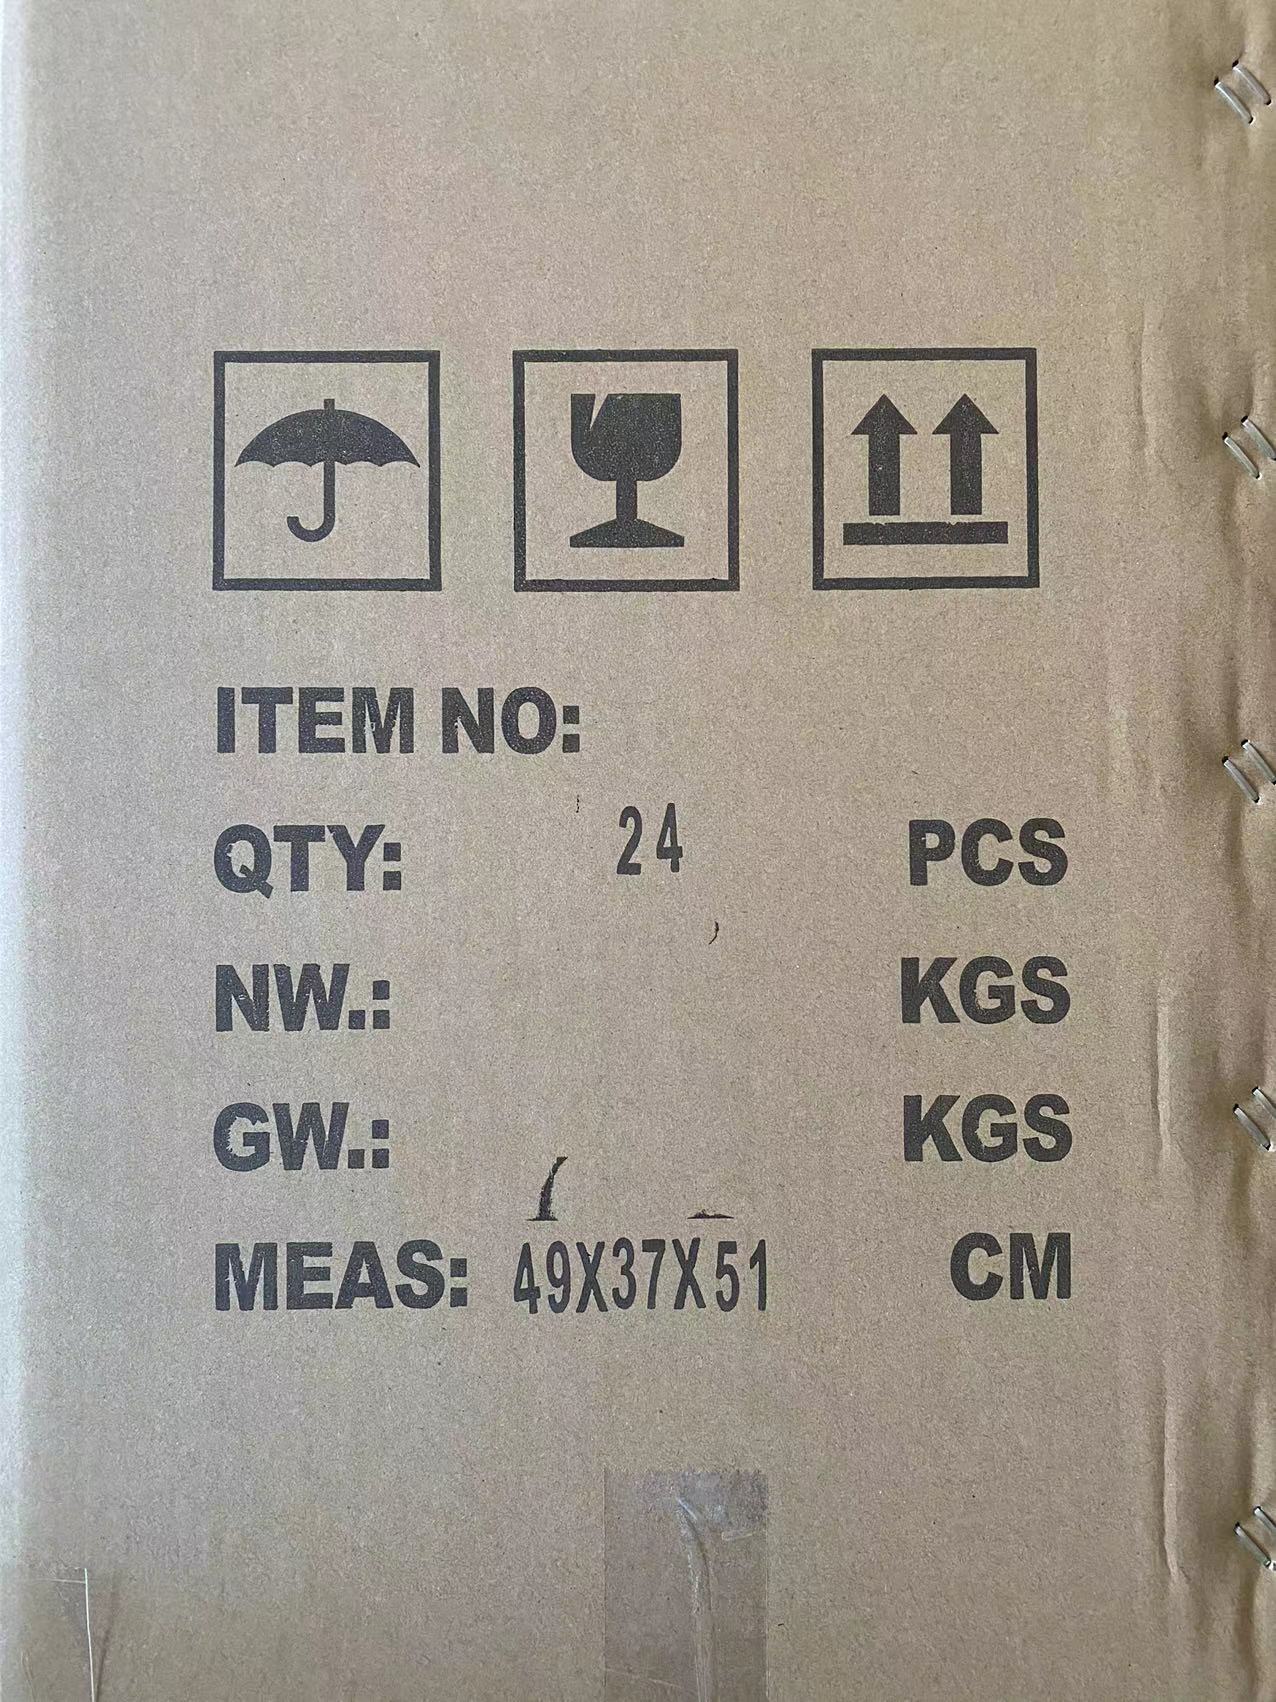 ITEM NO:
QTY: 24 PCS
NW.: KGS
GW.: KGS
MEAS: 49X37X51 CM